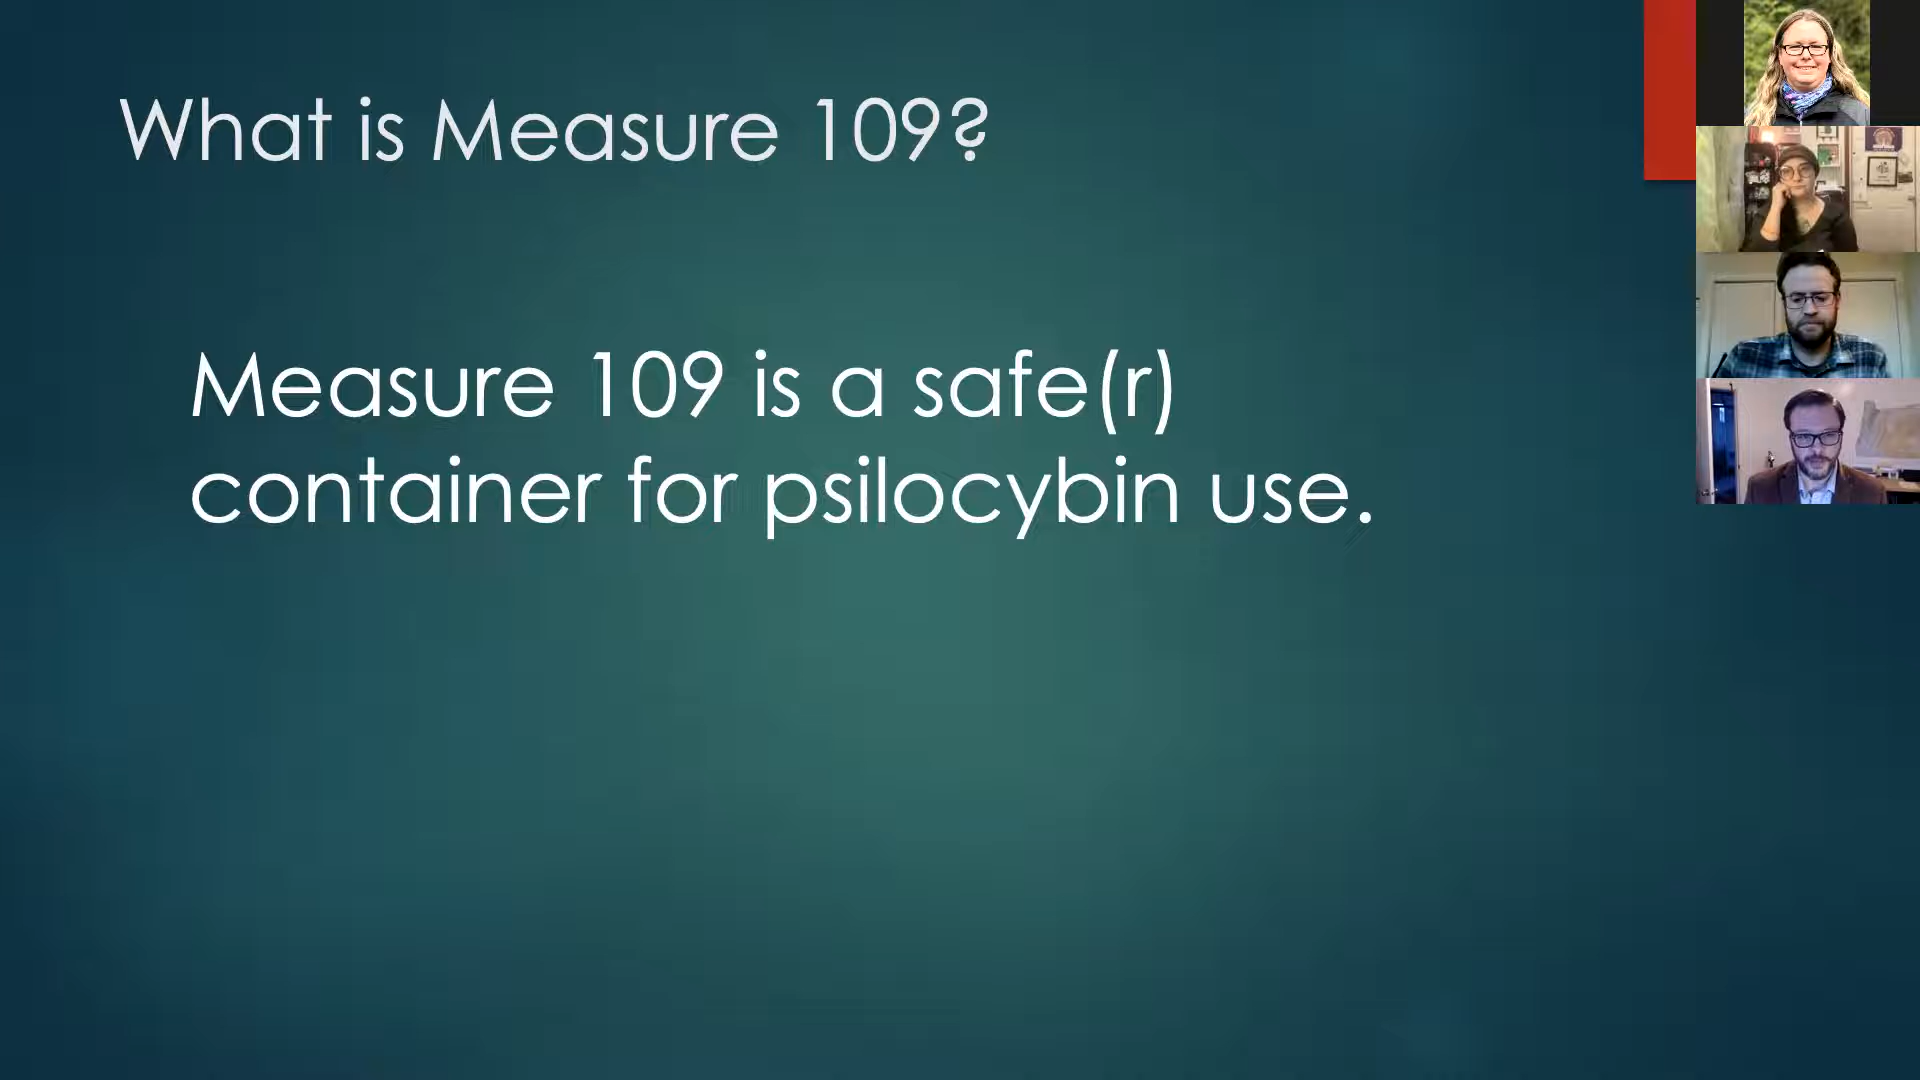 What is Measure 109?
Measure 109 is a safe(r)
container for psilocybin use.